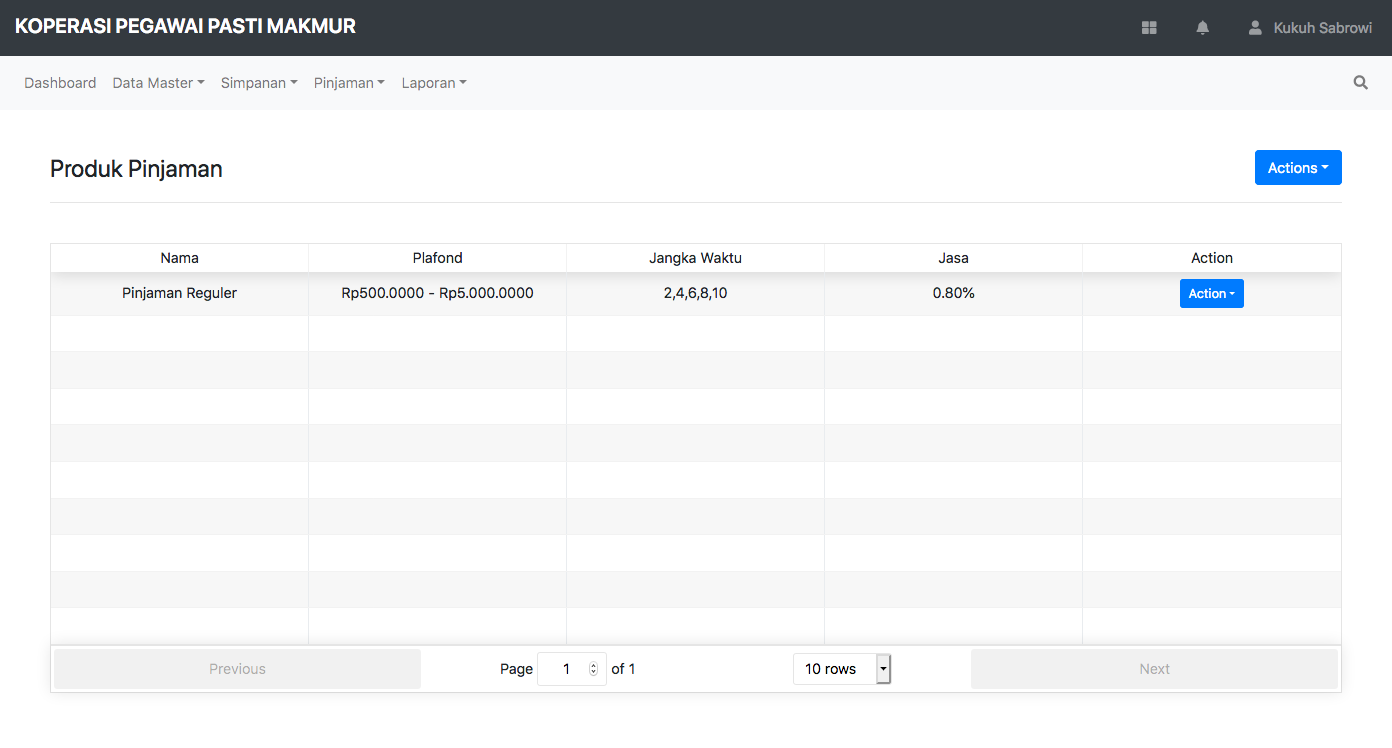 KOPERASI PEGAWAI PASTI MAKMUR Kukuh Sabrowi
Dashboard Data Master Simpanan Pinjaman Laporan
Produk Pinjaman Actions
Nama Plafond Jangka Waktu Jasa Action
Pinjaman Reguler Rp500.0000 - Rp5.000.0000 2,4,6,8,10 0.80% Action
Previous Page 1 of 1 10 rows Next